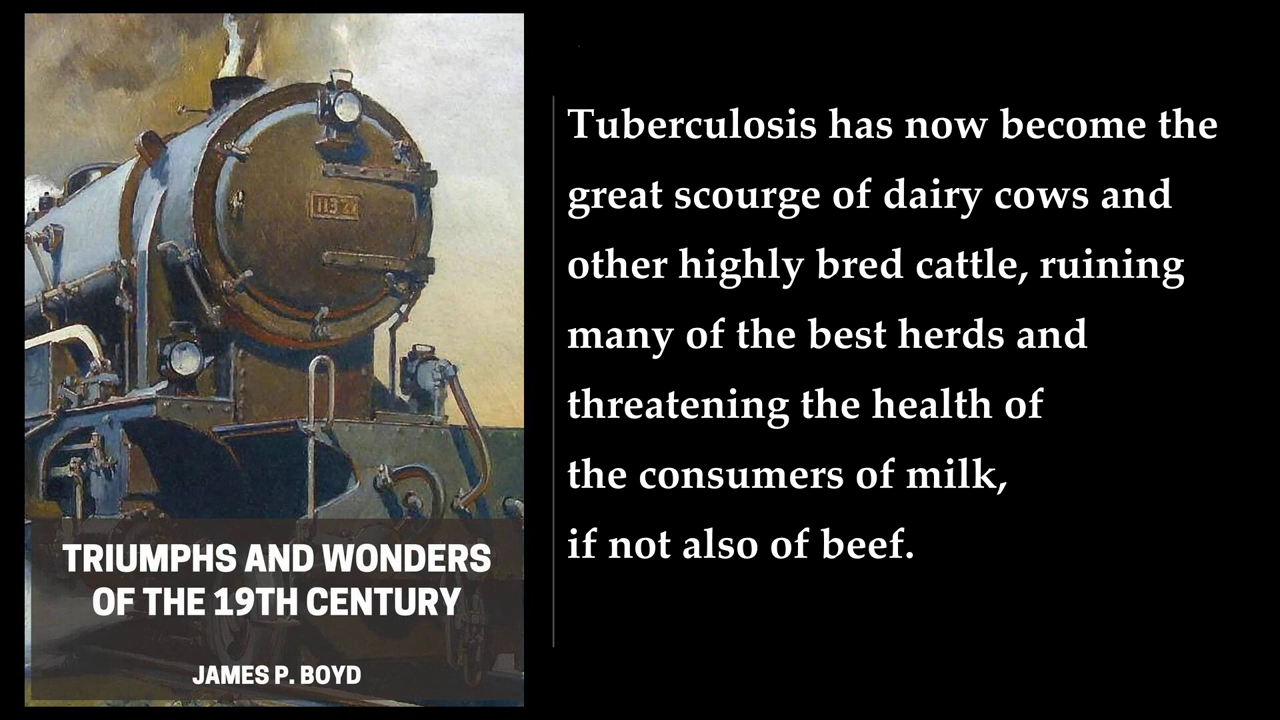 1132
TRIUMPHS AND WONDERS
OF THE 19TH CENTURY
JAMES P. BOYD
Tuberculosis has now become the
great scourge of dairy cows and
other highly bred cattle, ruining
many of the best herds and
threatening the health of
the consumers of milk,
if not also of beef.